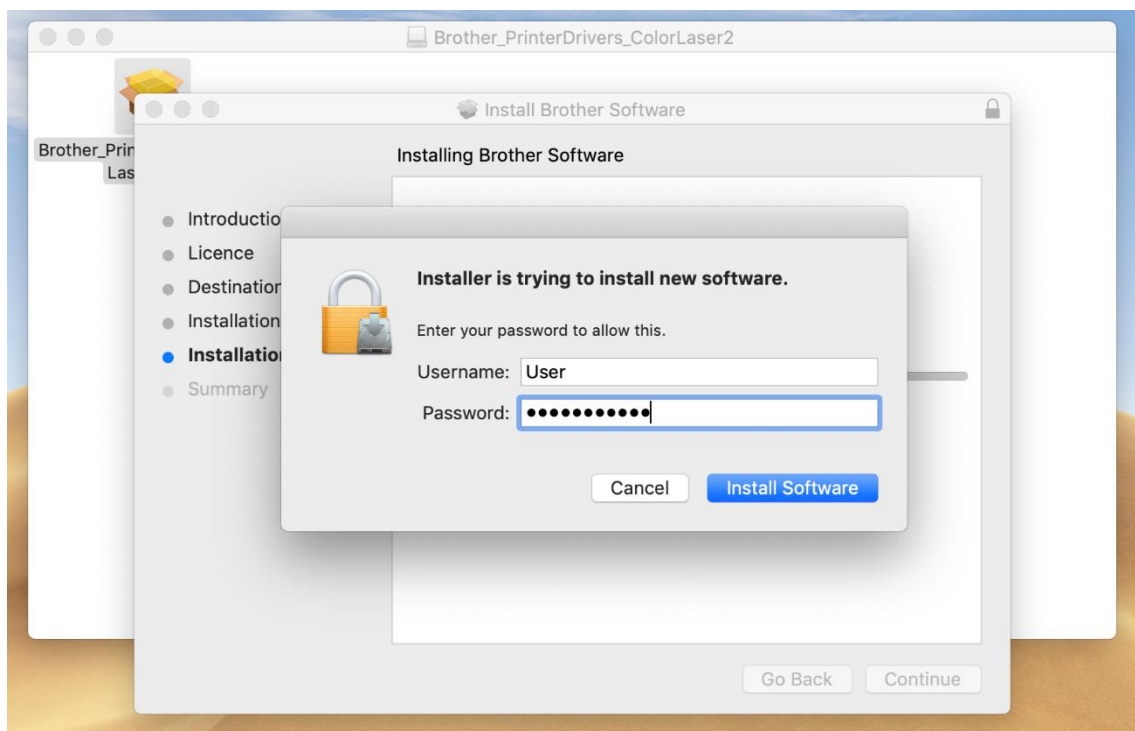 Brother_PrinterDrivers_ColorLaser2
Install Brother Software
Brother_Prin
Las
Installing Brother Software
Introductio
Licence
Destination
Installation
Installatio
Summary
Installer is trying to install new software.
Enter your password to allow this.
Username: User
Password: ●●●●●●●●●●●
Cancel Install Software
Go Back Continue